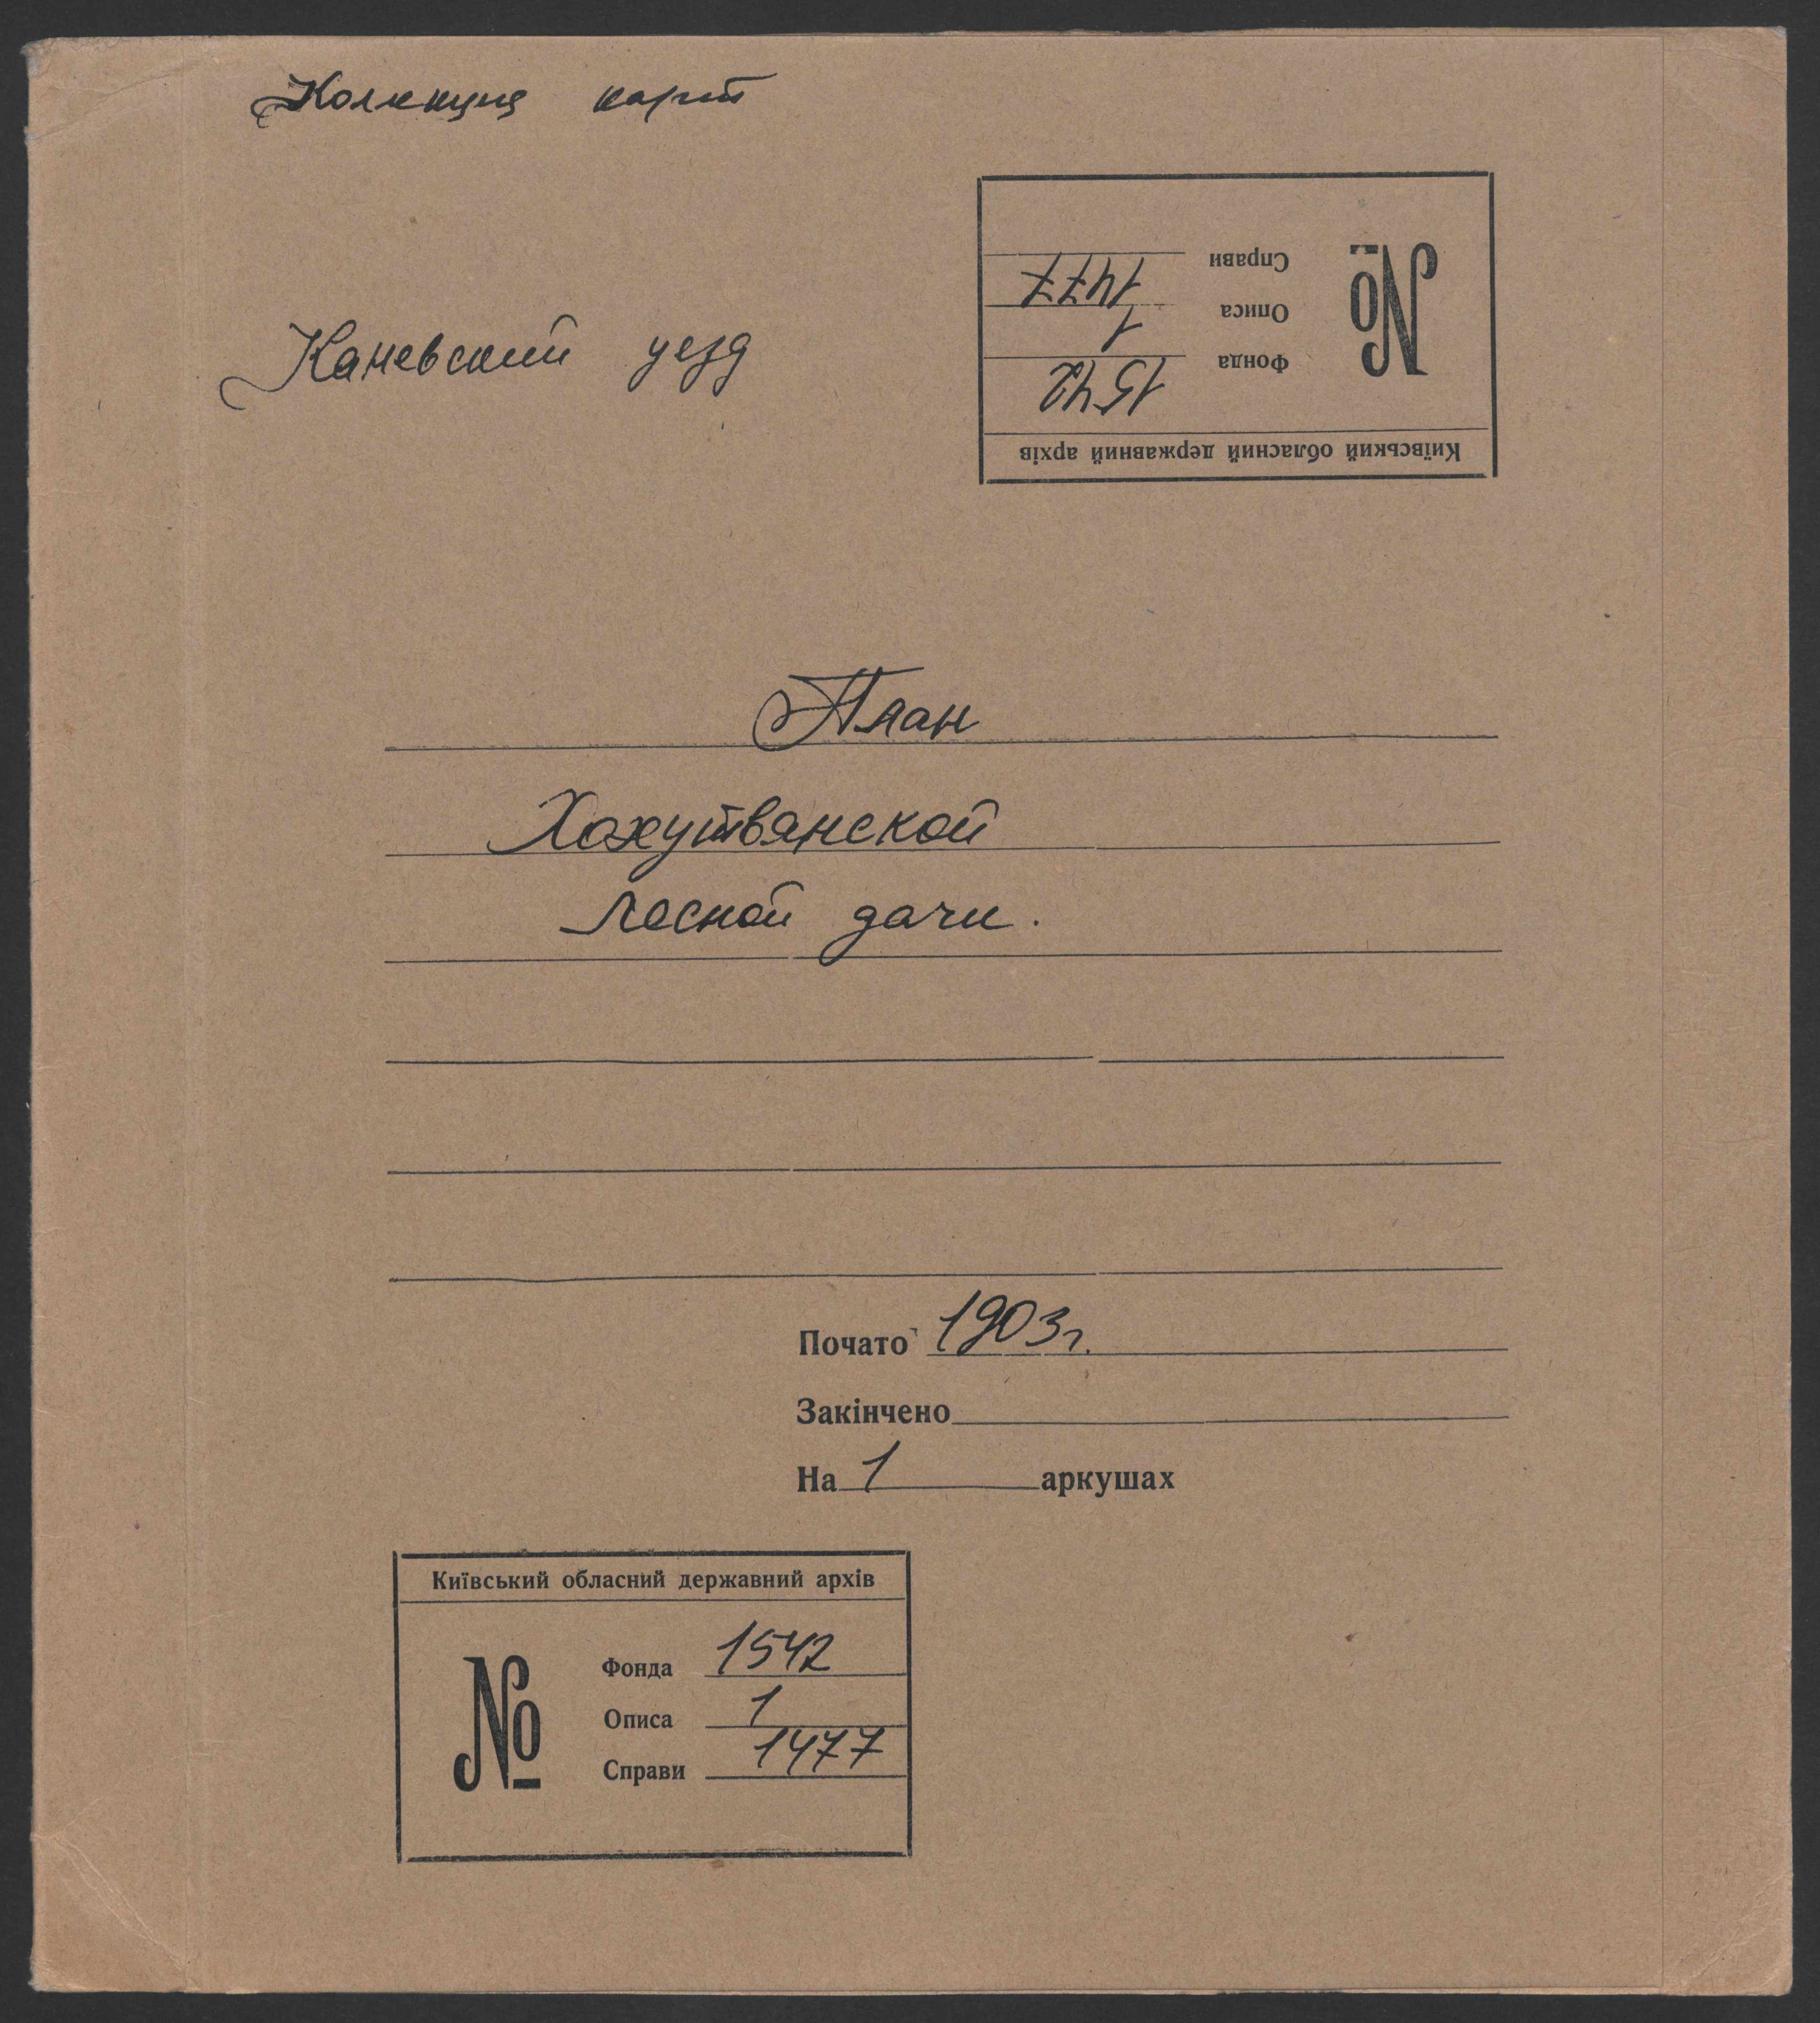 Коллекция карт
Київський обласний державний архів
№
Фонда 1542
Описа 1
Справи 1477
Каневский уезд
План
Хохутвянской
лесной дачи.
Почато 1903г.
Закінчено
На 1 аркушах
Київський обласний державний архів
№
Фонда 1542
Описа 1
Справи 1477